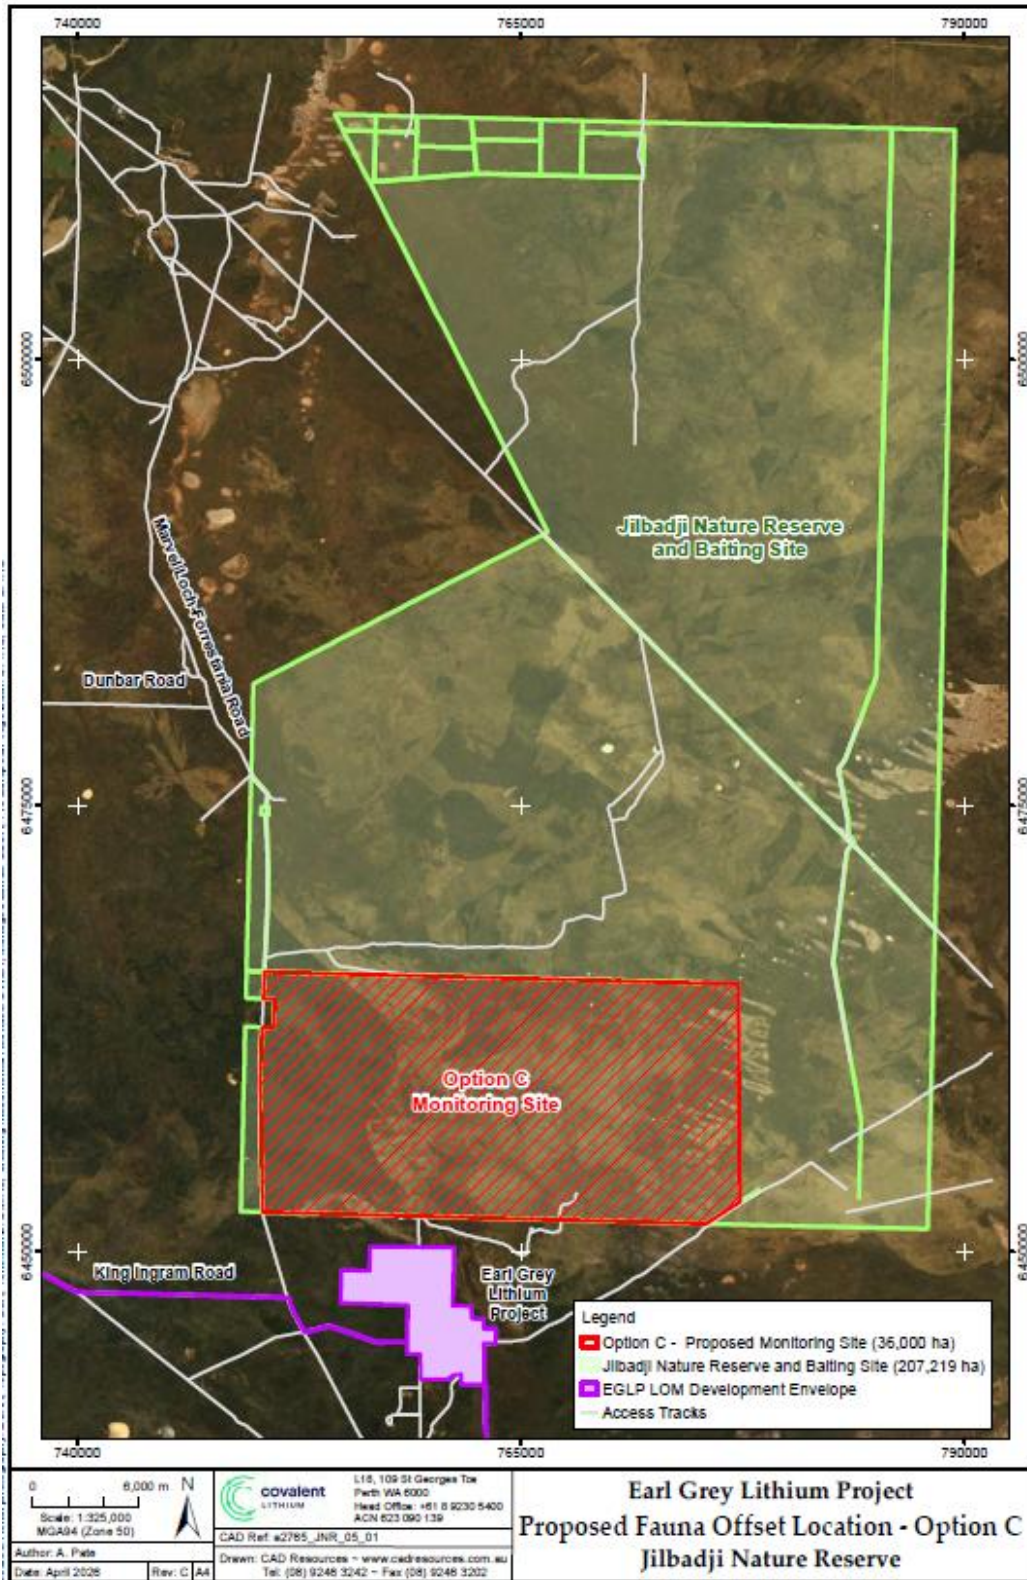 740000
765000
790000
6500000
6500000
Jilbadji Nature Reserve
and Baiting Site
Marvel Loch-Forrestania Road
Dunbar Road
6475000
6475000
Option C
Monitoring Site
6450000
6450000
King Ingram Road
Earl Grey
Lithium
Project
Legend
Option C - Proposed Monitoring Site (36,000 ha)
Jilbadji Nature Reserve and Baiting Site (207,219 ha)
EGLP LOM Development Envelope
Access Tracks
740000
765000
790000
0 6,000 m
N
Scale: 1:325,000
MGA94 (Zone 50)
Author: A. Pate
Date: April 2026
Rev: C
A4
covalent
LITHIUM
L16, 109 St Georges Tce
Perth WA 6000
Head Office: +61 8 9230 5400
ACN 623 090 139
CAD Ref: a2765_JNR_05_01
Drawn: CAD Resources ~ www.cadresources.com.au
Tel: (08) 9246 3242 ~ Fax (08) 9246 3202
Earl Grey Lithium Project
Proposed Fauna Offset Location - Option C
Jilbadji Nature Reserve